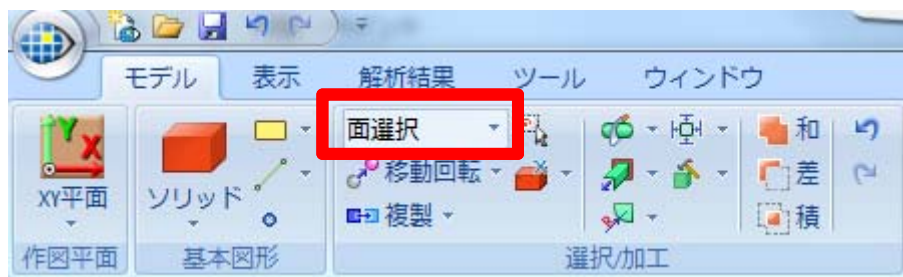 モデル 表示 解析結果 ツール ウィンドウ
面選択 和
移動回転 差
XY平面 ソリッド 複製 積
作図平面 基本図形 選択/加工